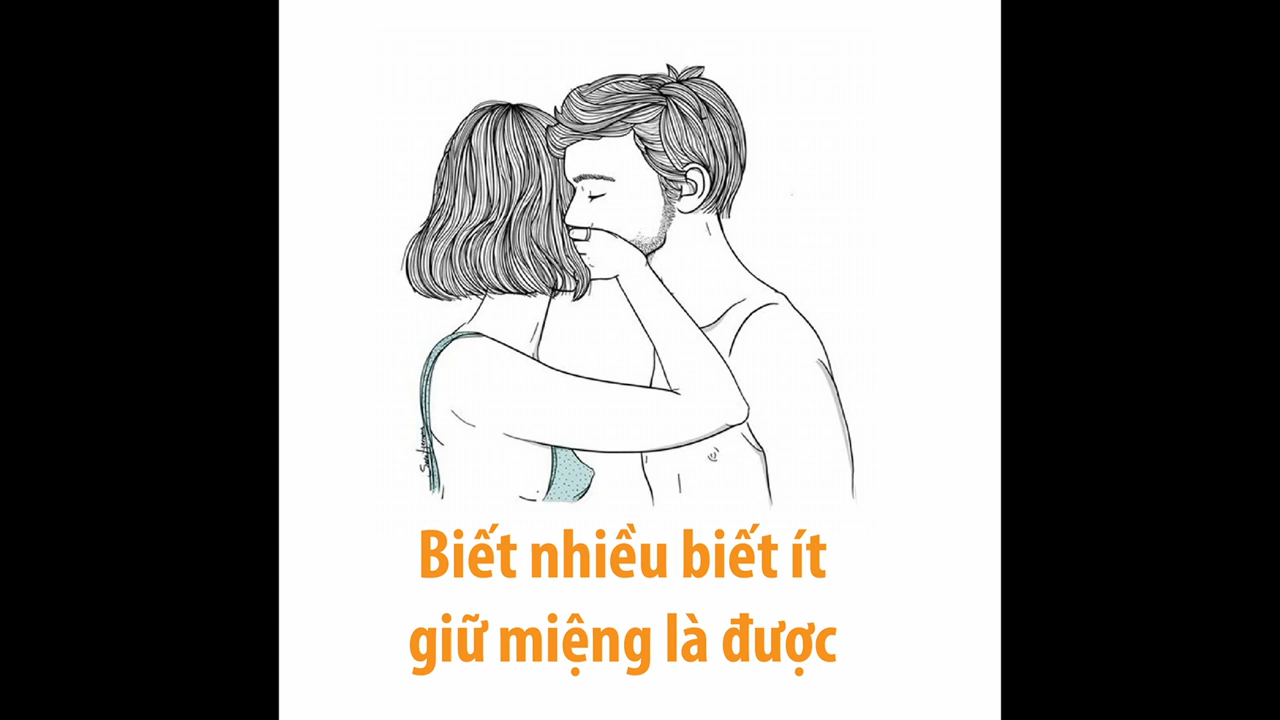 Biết nhiều biết ít
giữ miệng là được